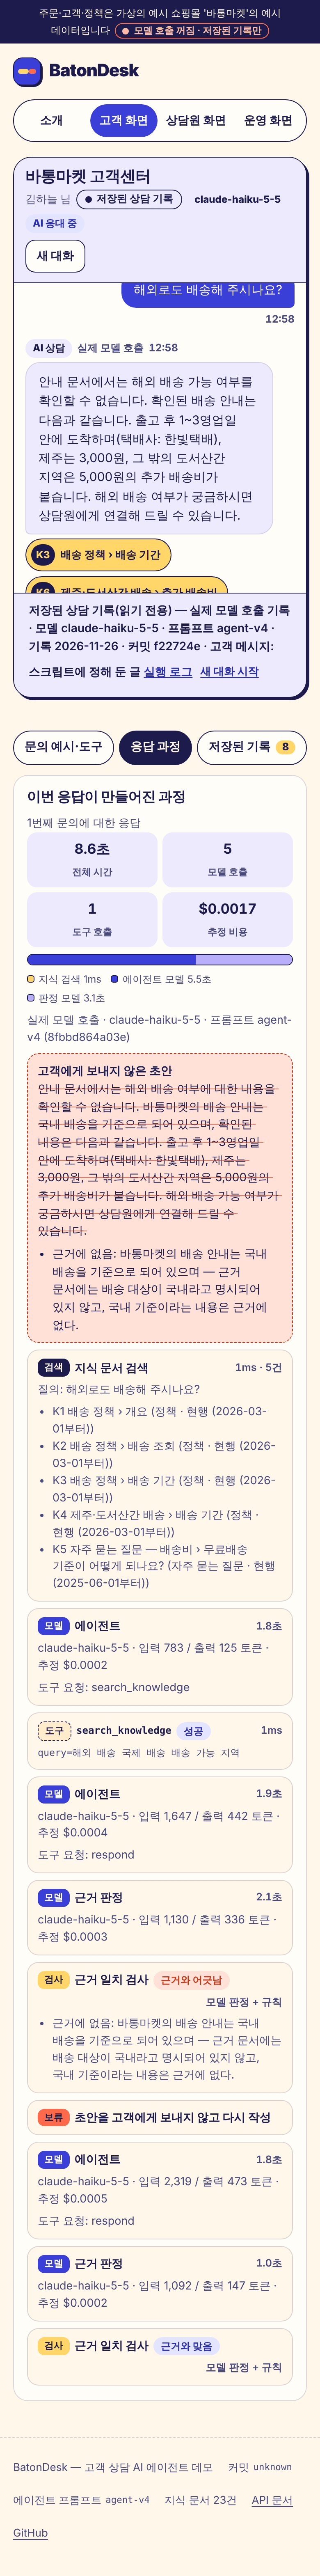 주문·고객·정책은 가상의 예시 쇼핑몰 '바통마켓'의 예시
데이터입니다 ● 모델 호출 꺼짐 · 저장된 기록만
BatonDesk
소개 고객 화면 상담원 화면 운영 화면
바통마켓 고객센터
김하늘 님 ● 저장된 상담 기록 claude-haiku-5-5
AI 응대 중
새 대화
해외로도 배송해 주시나요?
12:58
AI 상담 실제 모델 호출 12:58
안내 문서에서는 해외 배송 가능 여부를
확인할 수 없습니다. 확인된 배송 안내는
다음과 같습니다. 출고 후 1~3영업일
안에 도착하며(택배사: 한빛택배),
제주는 3,000원, 그 밖의 도서산간
지역은 5,000원의 추가 배송비가
붙습니다. 해외 배송 여부가 궁금하시면
상담원에게 연결해 드릴 수 있습니다.
K3 배송 정책 › 배송 기간
제주·도서산간 배송 › 추가 배송비
저장된 상담 기록(읽기 전용) — 실제 모델 호출 기록
· 모델 claude-haiku-5-5 · 프롬프트 agent-v4 ·
기록 2026-11-26 · 커밋 f22724e · 고객 메시지:
스크립트에 정해 둔 글 실행 로그 새 대화 시작
문의 예시·도구 응답 과정 저장된 기록 8
이번 응답이 만들어진 과정
1번째 문의에 대한 응답
8.6초 5
전체 시간 모델 호출
1 $0.0017
도구 호출 추정 비용
지식 검색 1ms 에이전트 모델 5.5초
판정 모델 3.1초
실제 모델 호출 · claude-haiku-5-5 · 프롬프트 agent-
v4 (8fbbd864a03e)
고객에게 보내지 않은 초안
안내 문서에서는 해외 배송 여부에 대한 내용을
확인할 수 없습니다. 바통마켓의 배송 안내는
국내 배송을 기준으로 되어 있으며, 확인된
내용은 다음과 같습니다. 출고 후 1~3영업일
안에 도착하며(택배사: 한빛택배), 제주는
3,000원, 그 밖의 도서산간 지역은 5,000원의
추가 배송비가 붙습니다. 해외 배송 가능 여부가
궁금하시면 상담원에게 연결해 드릴 수
있습니다.
• 근거에 없음: 바통마켓의 배송 안내는 국내
배송을 기준으로 되어 있으며 — 근거
문서에는 배송 대상이 국내라고 명시되어
있지 않고, 국내 기준이라는 내용은 근거에
없다.
검색 지식 문서 검색 1ms · 5건
질의: 해외로도 배송해 주시나요?
• K1 배송 정책 › 개요 (정책 · 현행 (2026-03-
01부터))
• K2 배송 정책 › 배송 조회 (정책 · 현행 (2026-
03-01부터))
• K3 배송 정책 › 배송 기간 (정책 · 현행 (2026-
03-01부터))
• K4 제주·도서산간 배송 › 배송 기간 (정책 ·
현행 (2026-03-01부터))
• K5 자주 묻는 질문 — 배송비 › 무료배송
기준이 어떻게 되나요? (자주 묻는 질문 · 현행
(2025-06-01부터))
모델 에이전트 1.8초
claude-haiku-5-5 · 입력 783 / 출력 125 토큰 ·
추정 $0.0002
도구 요청: search_knowledge
도구 search_knowledge 성공 1ms
query=해외 배송 국제 배송 배송 가능 지역
모델 에이전트 1.9초
claude-haiku-5-5 · 입력 1,647 / 출력 442 토큰 ·
추정 $0.0004
도구 요청: respond
모델 근거 판정 2.1초
claude-haiku-5-5 · 입력 1,130 / 출력 336 토큰 ·
추정 $0.0003
검사 근거 일치 검사 근거와 어긋남
모델 판정 + 규칙
• 근거에 없음: 바통마켓의 배송 안내는 국내
배송을 기준으로 되어 있으며 — 근거 문서에는
배송 대상이 국내라고 명시되어 있지 않고,
국내 기준이라는 내용은 근거에 없다.
보류 초안을 고객에게 보내지 않고 다시 작성
모델 에이전트 1.8초
claude-haiku-5-5 · 입력 2,319 / 출력 473 토큰 ·
추정 $0.0005
도구 요청: respond
모델 근거 판정 1.0초
claude-haiku-5-5 · 입력 1,092 / 출력 147 토큰 ·
추정 $0.0002
검사 근거 일치 검사 근거와 맞음
모델 판정 + 규칙
BatonDesk — 고객 상담 AI 에이전트 데모 커밋 unknown
에이전트 프롬프트 agent-v4 지식 문서 23건 API 문서
GitHub